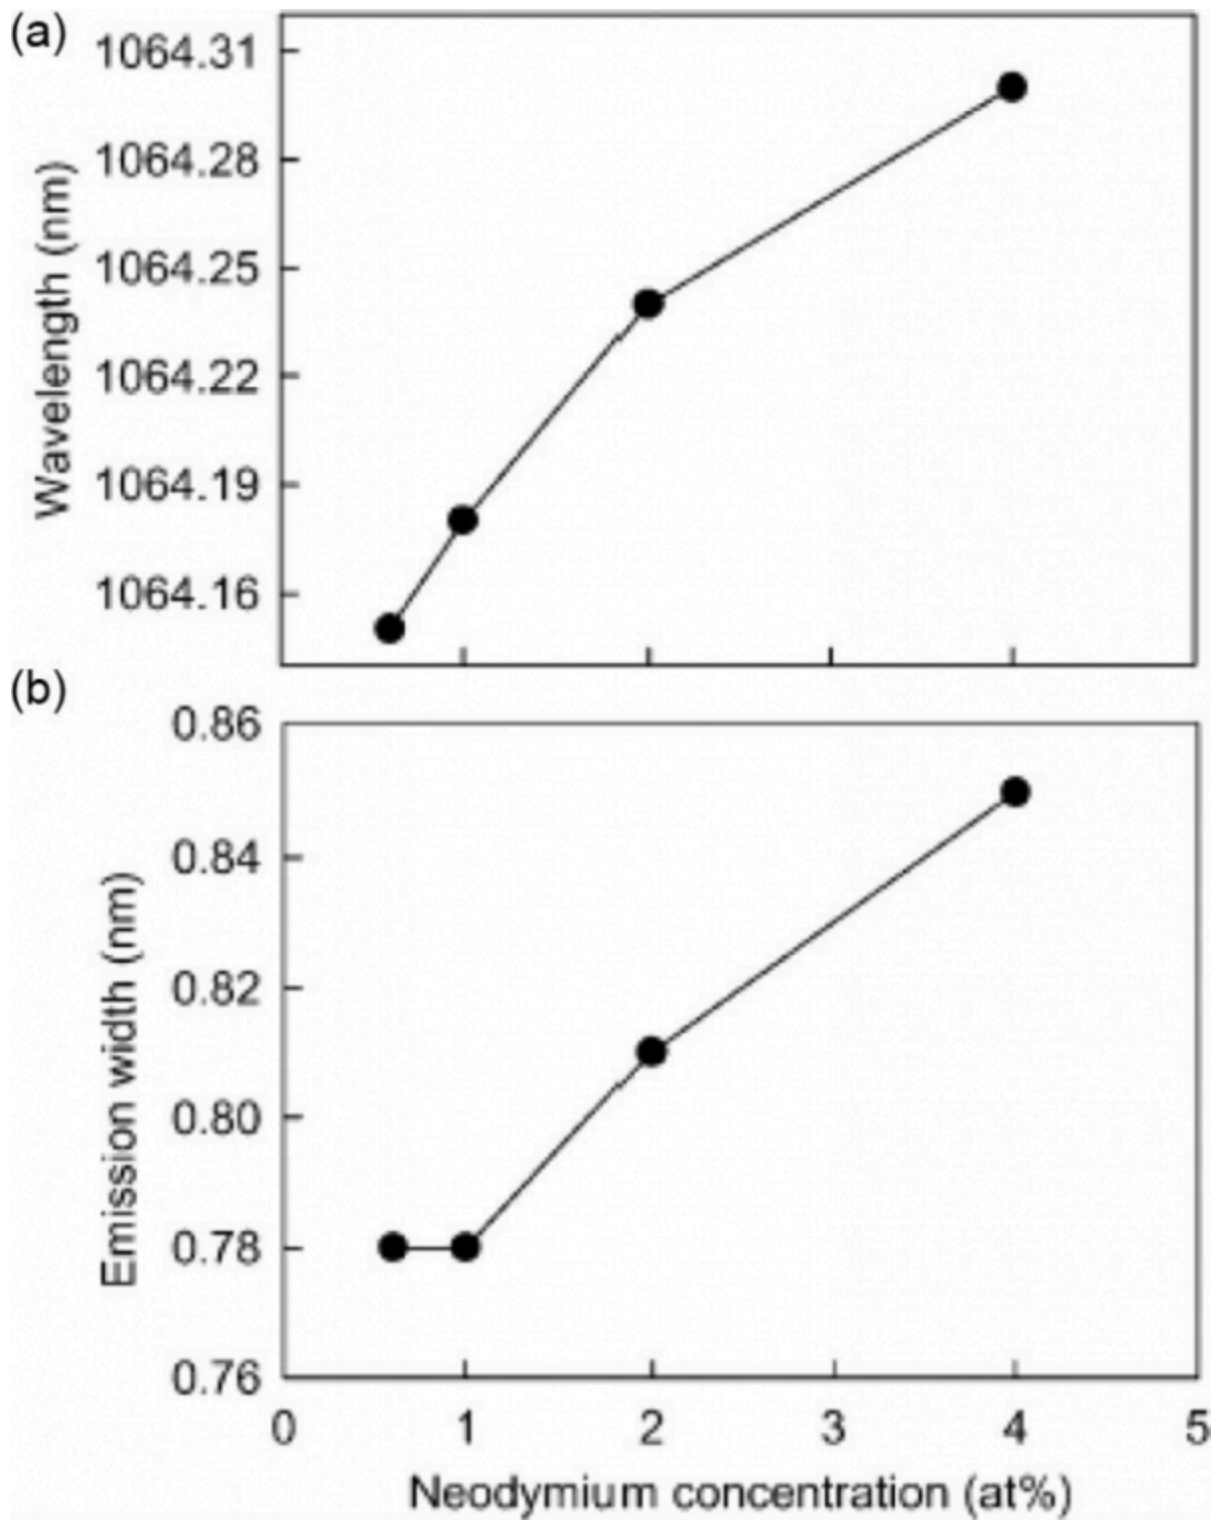 (a)
1064.31
1064.28
1064.25
1064.22
1064.19
1064.16
Wavelength (nm)
(b)
0.86
0.84
0.82
0.80
0.78
0.76
Emission width (nm)
0 1 2 3 4 5
Neodymium concentration (at%)